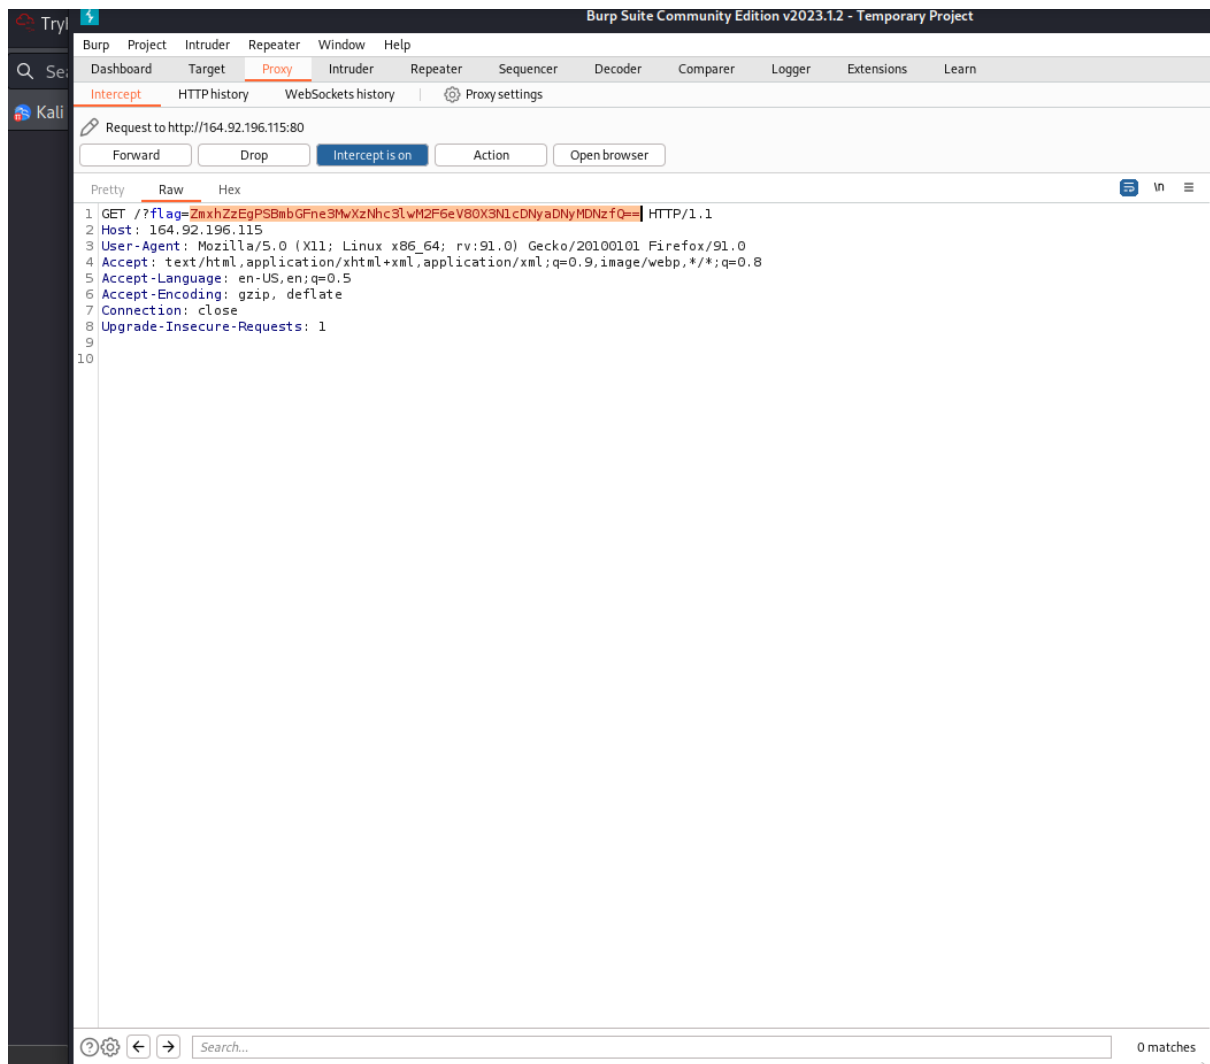 Burp Suite Community Edition v2023.1.2 - Temporary Project
Burp Project Intruder Repeater Window Help
Dashboard Target Proxy Intruder Repeater Sequencer Decoder Comparer Logger Extensions Learn
Intercept HTTP history WebSockets history Proxy settings
Kali
Request to http://164.92.196.115:80
Forward Drop Intercept is on Action Open browser
Pretty Raw Hex \n
1 GET /?flag=ZmxhZzEgPSBmbGFne3MwXzNhc3lwM2F6eV80X3N1cDNyaDNyMDNzfQ== HTTP/1.1
2 Host: 164.92.196.115
3 User-Agent: Mozilla/5.0 (X11; Linux x86_64; rv:91.0) Gecko/20100101 Firefox/91.0
4 Accept: text/html,application/xhtml+xml,application/xml;q=0.9,image/webp,*/*;q=0.8
5 Accept-Language: en-US,en;q=0.5
6 Accept-Encoding: gzip, deflate
7 Connection: close
8 Upgrade-Insecure-Requests: 1
9
10
Search...
0 matches